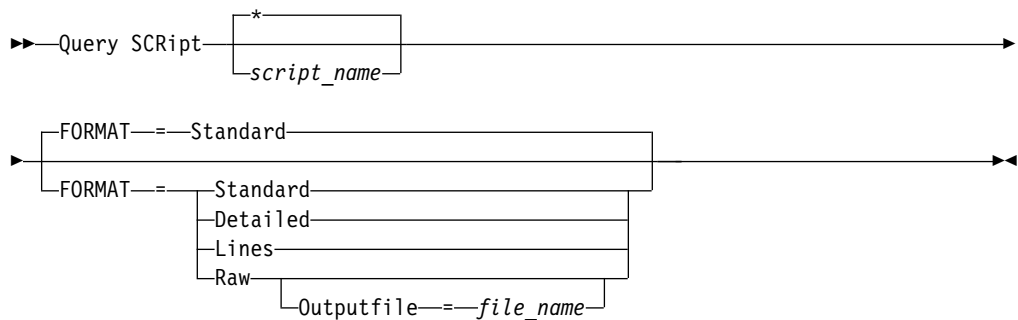 *
Query SCRipt
script_name
FORMAT = Standard
FORMAT = Standard
Detailed
Lines
Raw
Outputfile = file_name